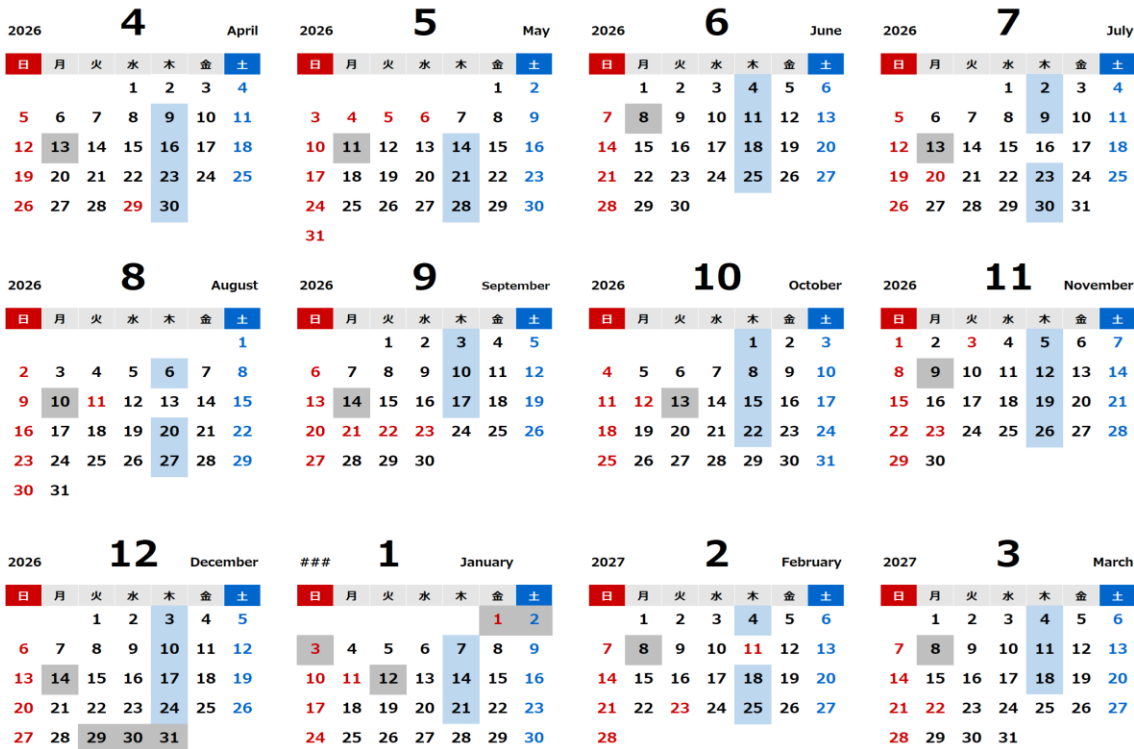 2026 4 April
日 月 火 水 木 金 土
1 2 3 4
5 6 7 8 9 10 11
12 13 14 15 16 17 18
19 20 21 22 23 24 25
26 27 28 29 30
2026 5 May
日 月 火 水 木 金 土
1 2
3 4 5 6 7 8 9
10 11 12 13 14 15 16
17 18 19 20 21 22 23
24 25 26 27 28 29 30
31
2026 6 June
日 月 火 水 木 金 土
1 2 3 4 5 6
7 8 9 10 11 12 13
14 15 16 17 18 19 20
21 22 23 24 25 26 27
28 29 30
2026 7 July
日 月 火 水 木 金 土
1 2 3 4
5 6 7 8 9 10 11
12 13 14 15 16 17 18
19 20 21 22 23 24 25
26 27 28 29 30 31
2026 8 August
日 月 火 水 木 金 土
1
2 3 4 5 6 7 8
9 10 11 12 13 14 15
16 17 18 19 20 21 22
23 24 25 26 27 28 29
30 31
2026 9 September
日 月 火 水 木 金 土
1 2 3 4 5
6 7 8 9 10 11 12
13 14 15 16 17 18 19
20 21 22 23 24 25 26
27 28 29 30
2026 10 October
日 月 火 水 木 金 土
1 2 3
4 5 6 7 8 9 10
11 12 13 14 15 16 17
18 19 20 21 22 23 24
25 26 27 28 29 30 31
2026 11 November
日 月 火 水 木 金 土
1 2 3 4 5 6 7
8 9 10 11 12 13 14
15 16 17 18 19 20 21
22 23 24 25 26 27 28
29 30
2026 12 December
日 月 火 水 木 金 土
1 2 3 4 5
6 7 8 9 10 11 12
13 14 15 16 17 18 19
20 21 22 23 24 25 26
27 28 29 30 31
### 1 January
日 月 火 水 木 金 土
1 2
3 4 5 6 7 8 9
10 11 12 13 14 15 16
17 18 19 20 21 22 23
24 25 26 27 28 29 30
2027 2 February
日 月 火 水 木 金 土
1 2 3 4 5 6
7 8 9 10 11 12 13
14 15 16 17 18 19 20
21 22 23 24 25 26 27
28
2027 3 March
日 月 火 水 木 金 土
1 2 3 4 5 6
7 8 9 10 11 12 13
14 15 16 17 18 19 20
21 22 23 24 25 26 27
28 29 30 31